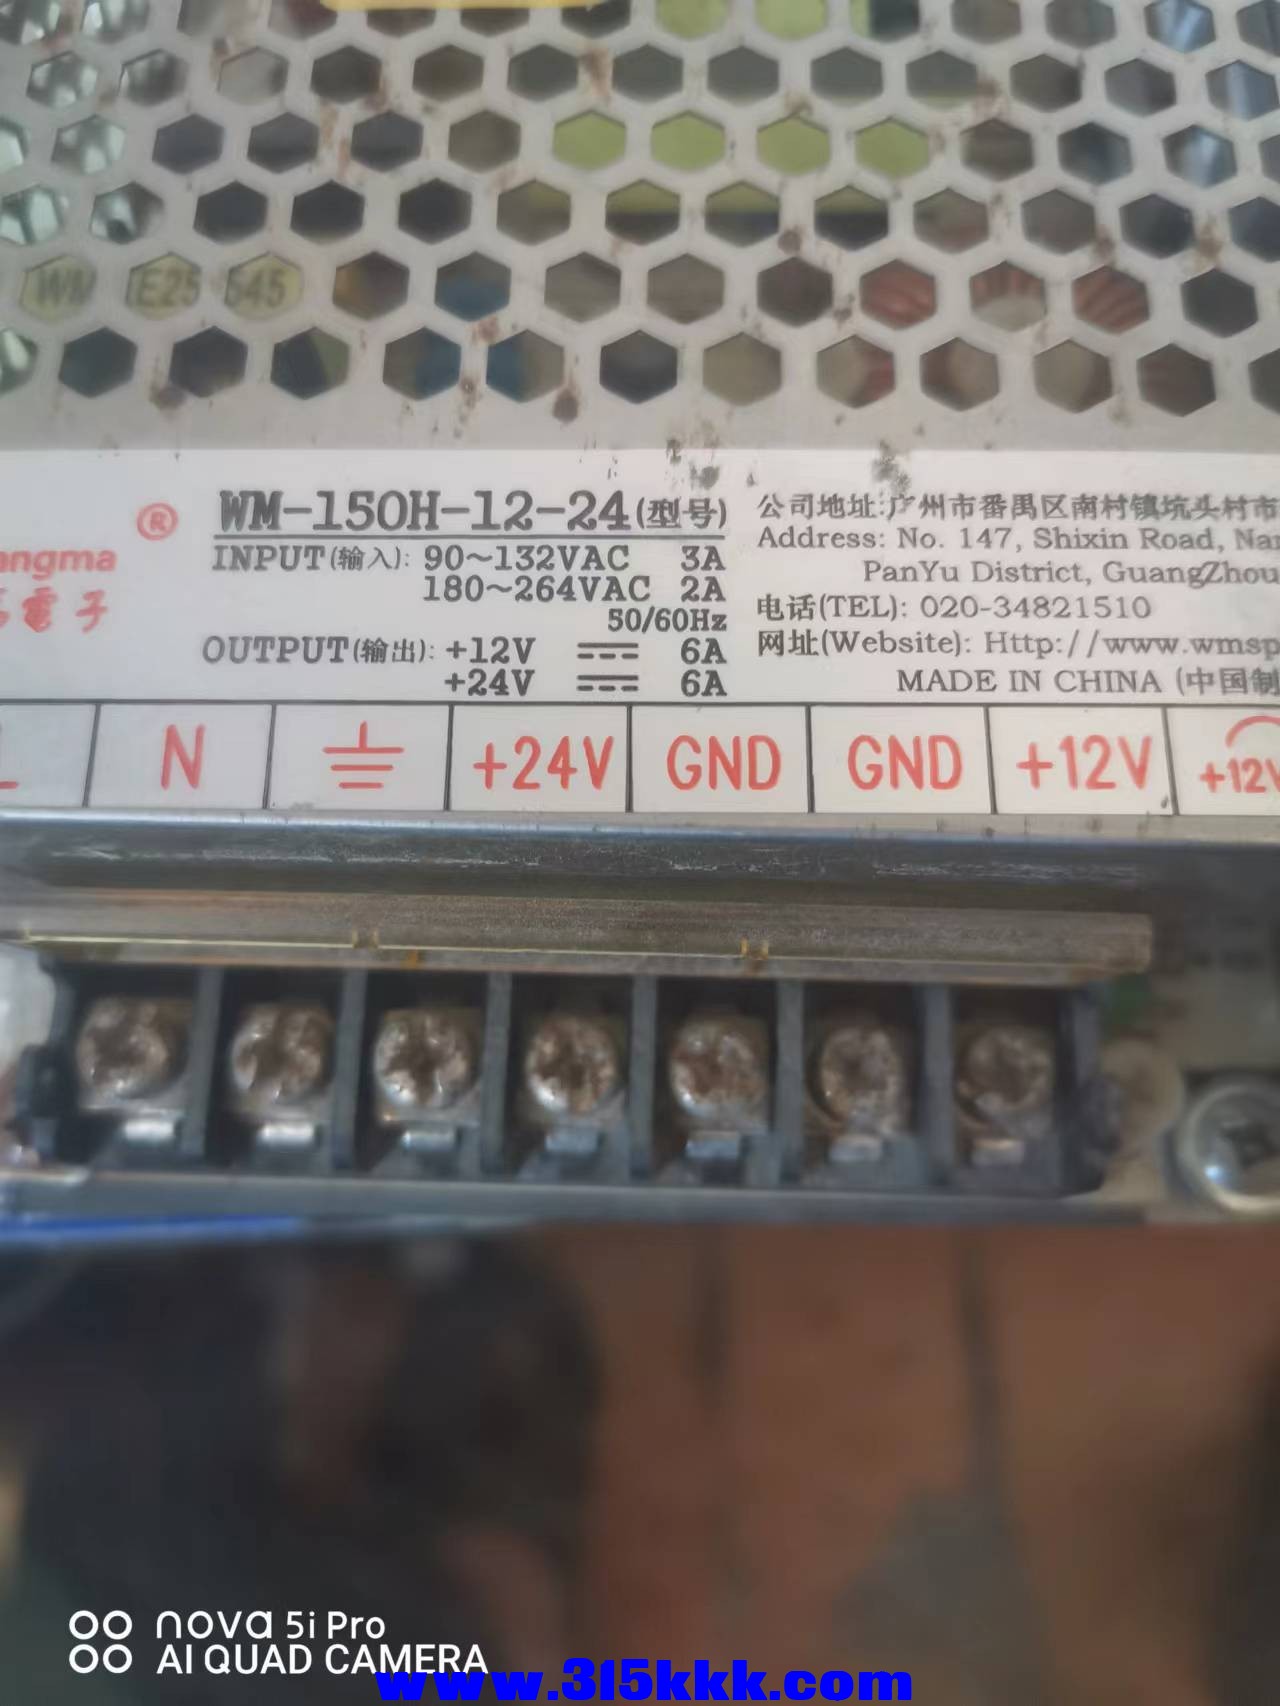 WM E25 545
®
angma
電子
WM-150H-12-24(型号)
INPUT(输入): 90~132VAC 3A
180~264VAC 2A
50/60Hz
OUTPUT(输出): +12V 6A
+24V 6A
公司地址:广州市番禺区南村镇坑头村市
Address: No. 147, Shixin Road, Nan
PanYu District, GuangZhou
电话(TEL): 020-34821510
网址(Website): Http://www.wmsp
MADE IN CHINA (中国制
N
+24V
GND
GND
+12V
+12V
nova 5i Pro
AI QUAD CAMERA
www.315kkk.com